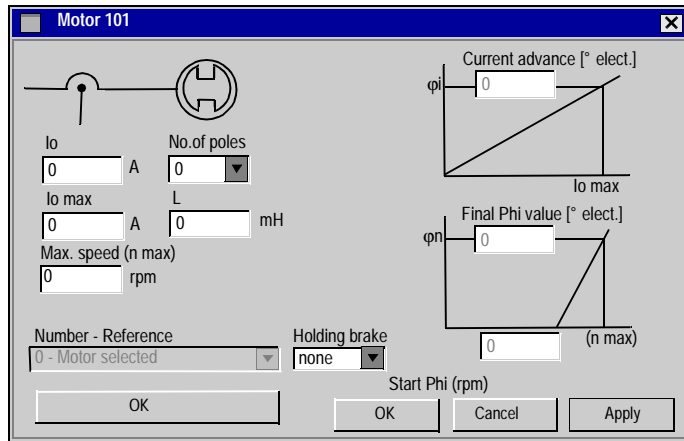 Motor 101
Io
0 A
No.of poles
0
Io max
0 A
L
0 mH
Max. speed (n max)
0 rpm
Current advance [° elect.]
φi
0
Io max
Final Phi value [° elect.]
φn
0
0
(n max)
Start Phi (rpm)
Number - Reference
0 - Motor selected
Holding brake
none
OK
OK
Cancel
Apply